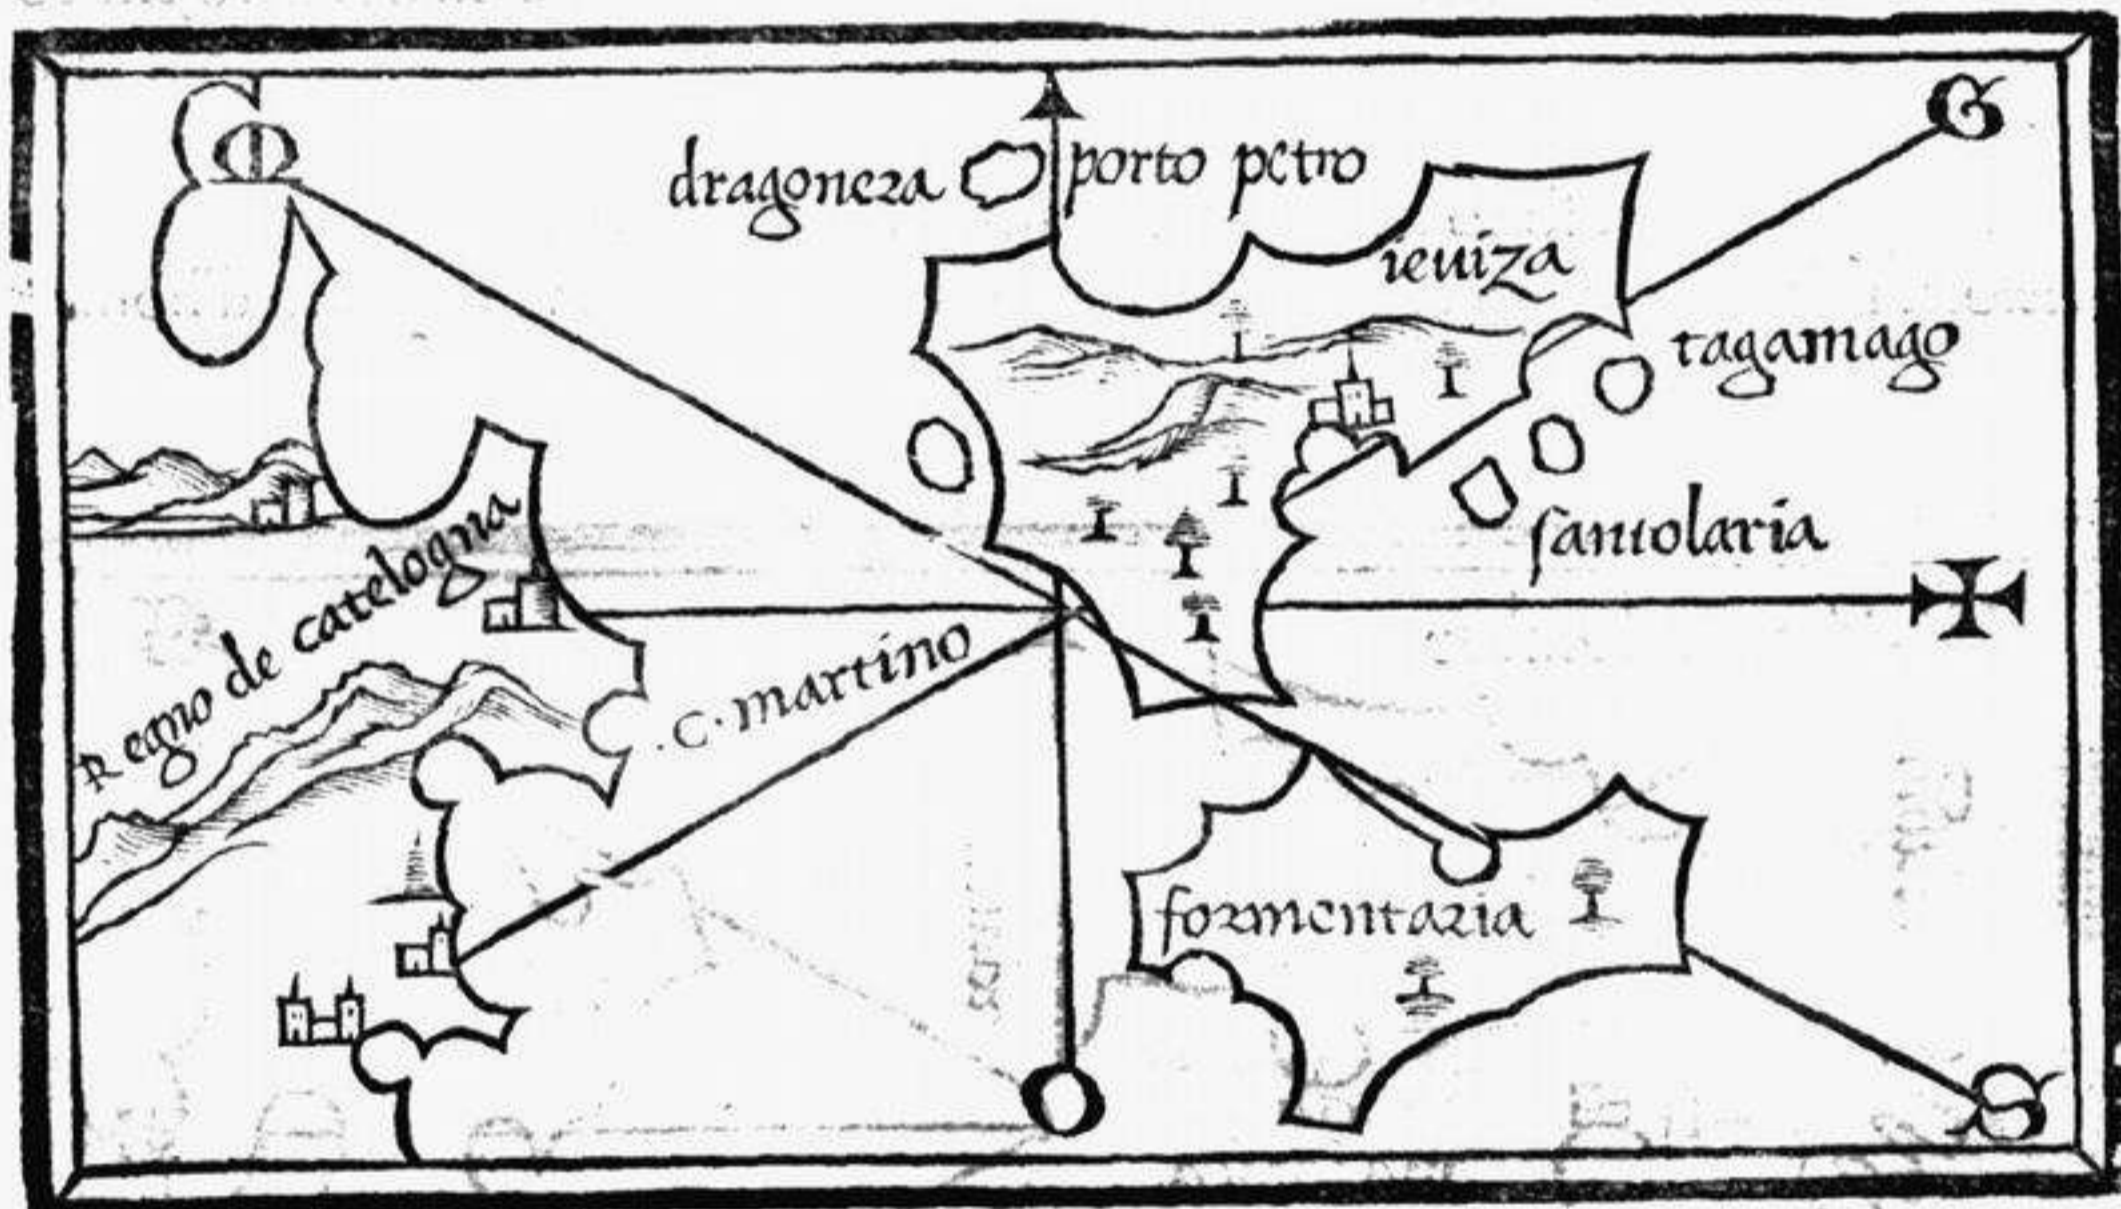 M
G
dragonera
porto petro
ieuiza
tagamago
santolaria
Regno de catelogna
.c. martino
formentaria
O
S